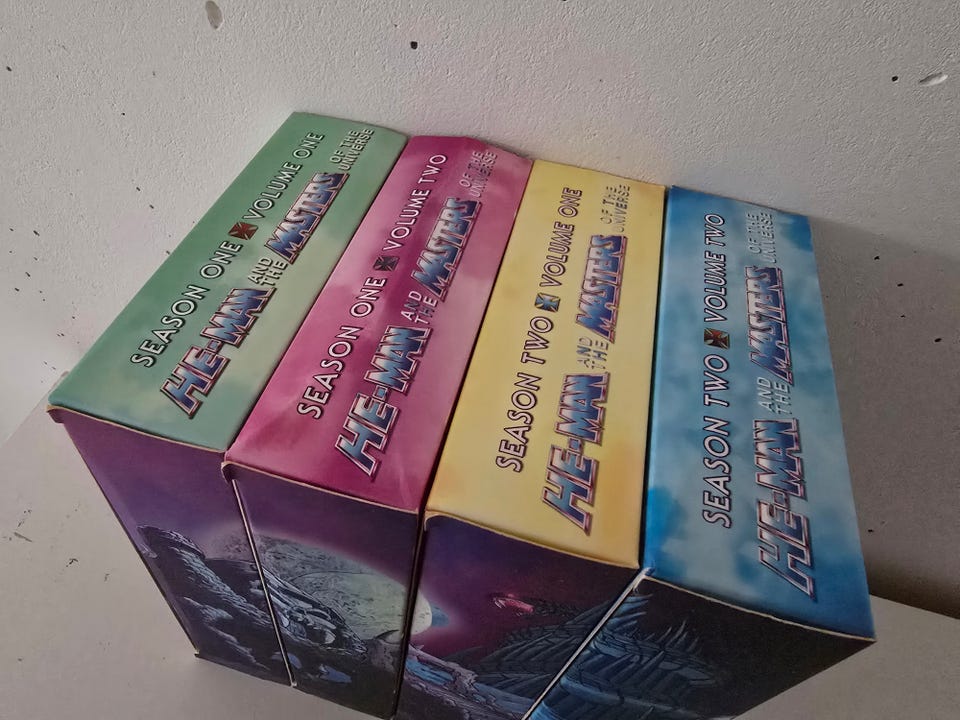 SEASON ONE VOLUME ONE
HE-MAN AND THE MASTERS OF THE UNIVERSE
SEASON ONE VOLUME TWO
HE-MAN AND THE MASTERS OF THE UNIVERSE
SEASON TWO VOLUME ONE
HE-MAN AND THE MASTERS OF THE UNIVERSE
SEASON TWO VOLUME TWO
HE-MAN AND THE MASTERS OF THE UNIVERSE